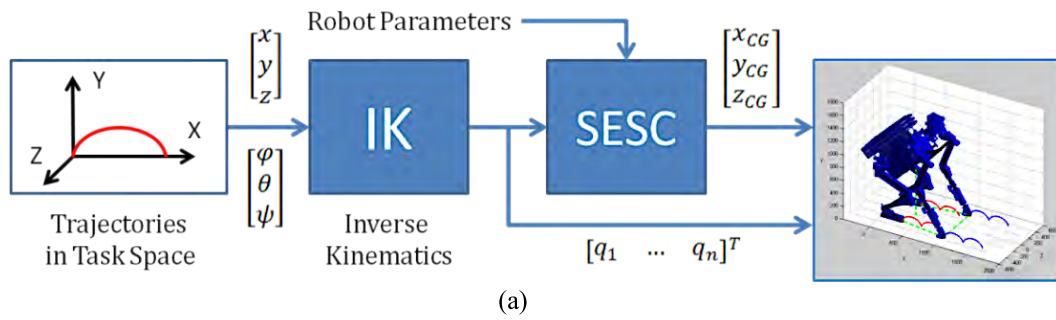 Robot Parameters
Y
X
Z
Trajectories
in Task Space
[x
y
z]
[φ
θ
ψ]
IK
Inverse
Kinematics
SESC
[x_CG
y_CG
z_CG]
[q_1 … q_n]^T
(a)